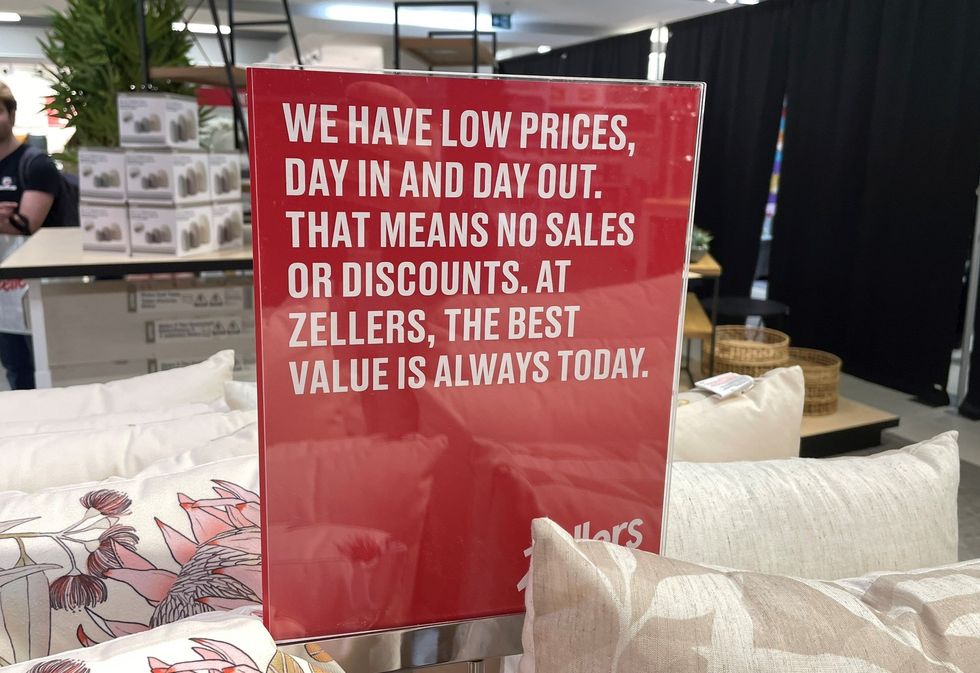 WE HAVE LOW PRICES,
DAY IN AND DAY OUT.
THAT MEANS NO SALES
OR DISCOUNTS. AT
ZELLERS, THE BEST
VALUE IS ALWAYS TODAY.